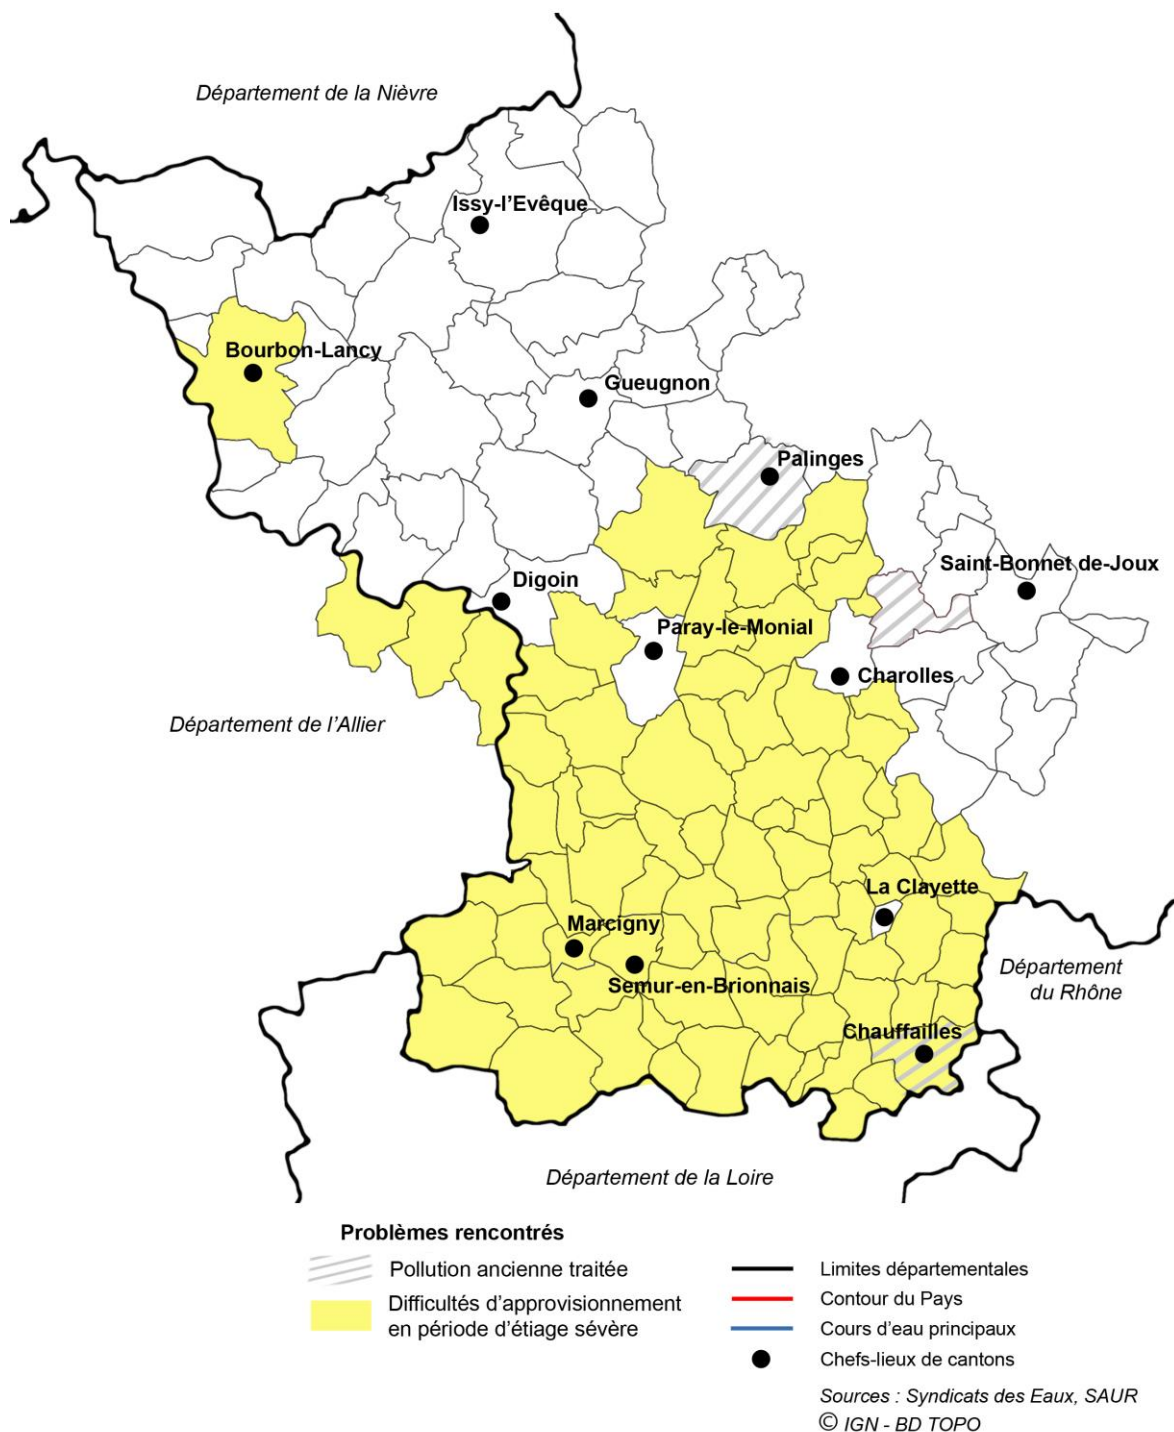 Département de la Nièvre
Issy-l'Evêque
Bourbon-Lancy
Gueugnon
Palinges
Saint-Bonnet de-Joux
Digoin
Paray-le-Monial
Charolles
Département de l'Allier
La Clayette
Marcigny
Semur-en-Brionnais
Département
du Rhône
Chauffailles
Département de la Loire
Problèmes rencontrés
Pollution ancienne traitée
Difficultés d'approvisionnement
en période d'étiage sévère
Limites départementales
Contour du Pays
Cours d'eau principaux
Chefs-lieux de cantons
Sources : Syndicats des Eaux, SAUR
© IGN - BD TOPO